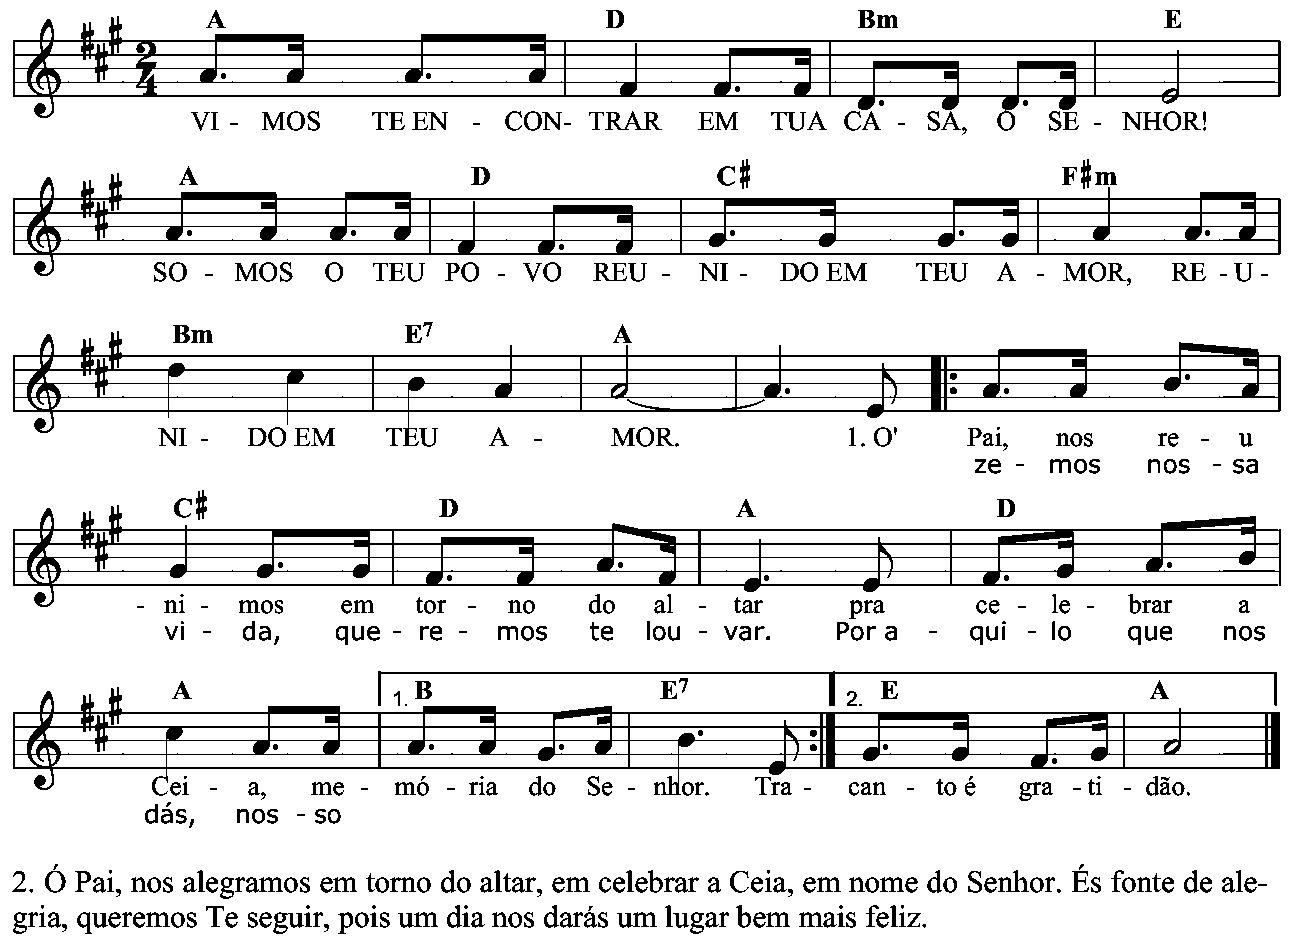 A D Bm E
2/4
VI - MOS TE EN - CON- TRAR EM TUA CA - SA, Ó SE - NHOR!
A D C# F#m
SO - MOS O TEU PO - VO REU - NI - DO EM TEU A - MOR, RE - U -
Bm E7 A
NI - DO EM TEU A - MOR. 1. O' Pai, nos re - u
ze - mos nos - sa
C# D A D
- ni - mos em tor - no do al - tar pra ce - le - brar a
vi - da, que - re - mos te lou - var. Por a - qui - lo que nos
A 1. B E7 2. E A
Cei - a, me - mó - ria do Se - nhor. Tra - can - to é gra - ti - dão.
dás, nos - so
2. Ó Pai, nos alegramos em torno do altar, em celebrar a Ceia, em nome do Senhor. És fonte de ale-
gria, queremos Te seguir, pois um dia nos darás um lugar bem mais feliz.